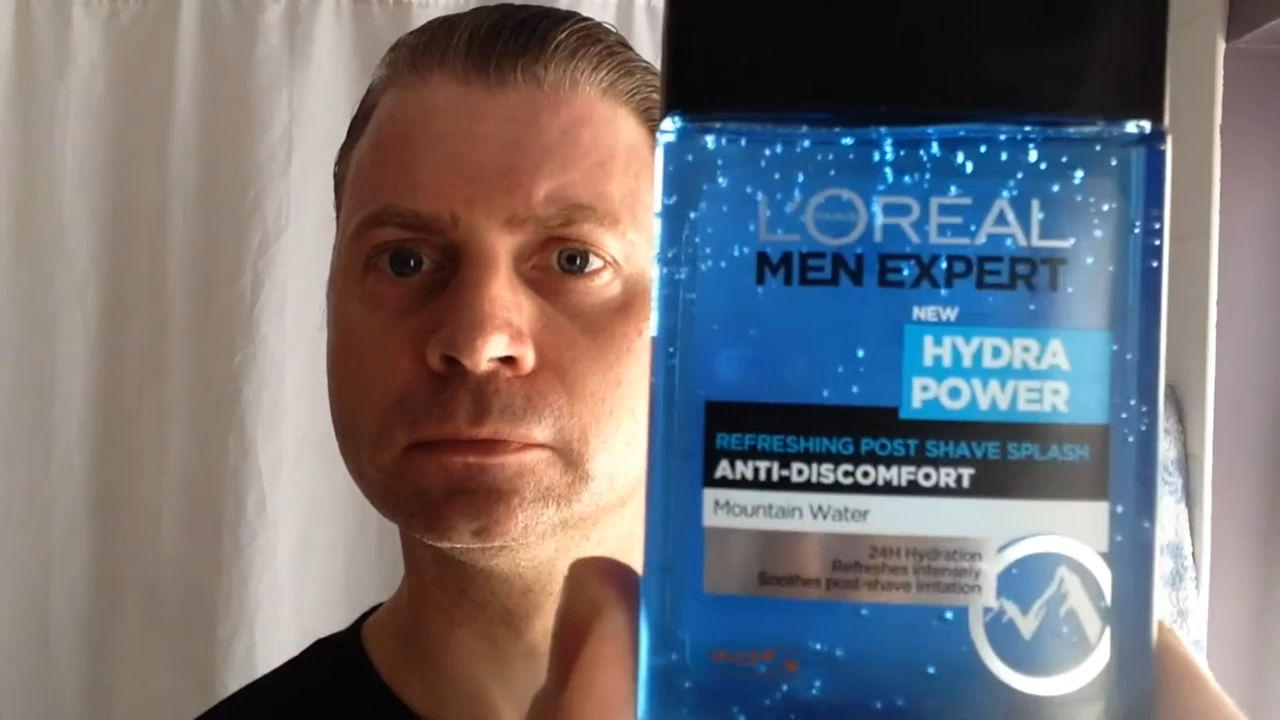 L'ORÉAL
MEN EXPERT
NEW
HYDRA
POWER
REFRESHING POST SHAVE SPLASH
ANTI-DISCOMFORT
Mountain Water
24H Hydration
Refreshes intensely
Soothes post-shave irritation